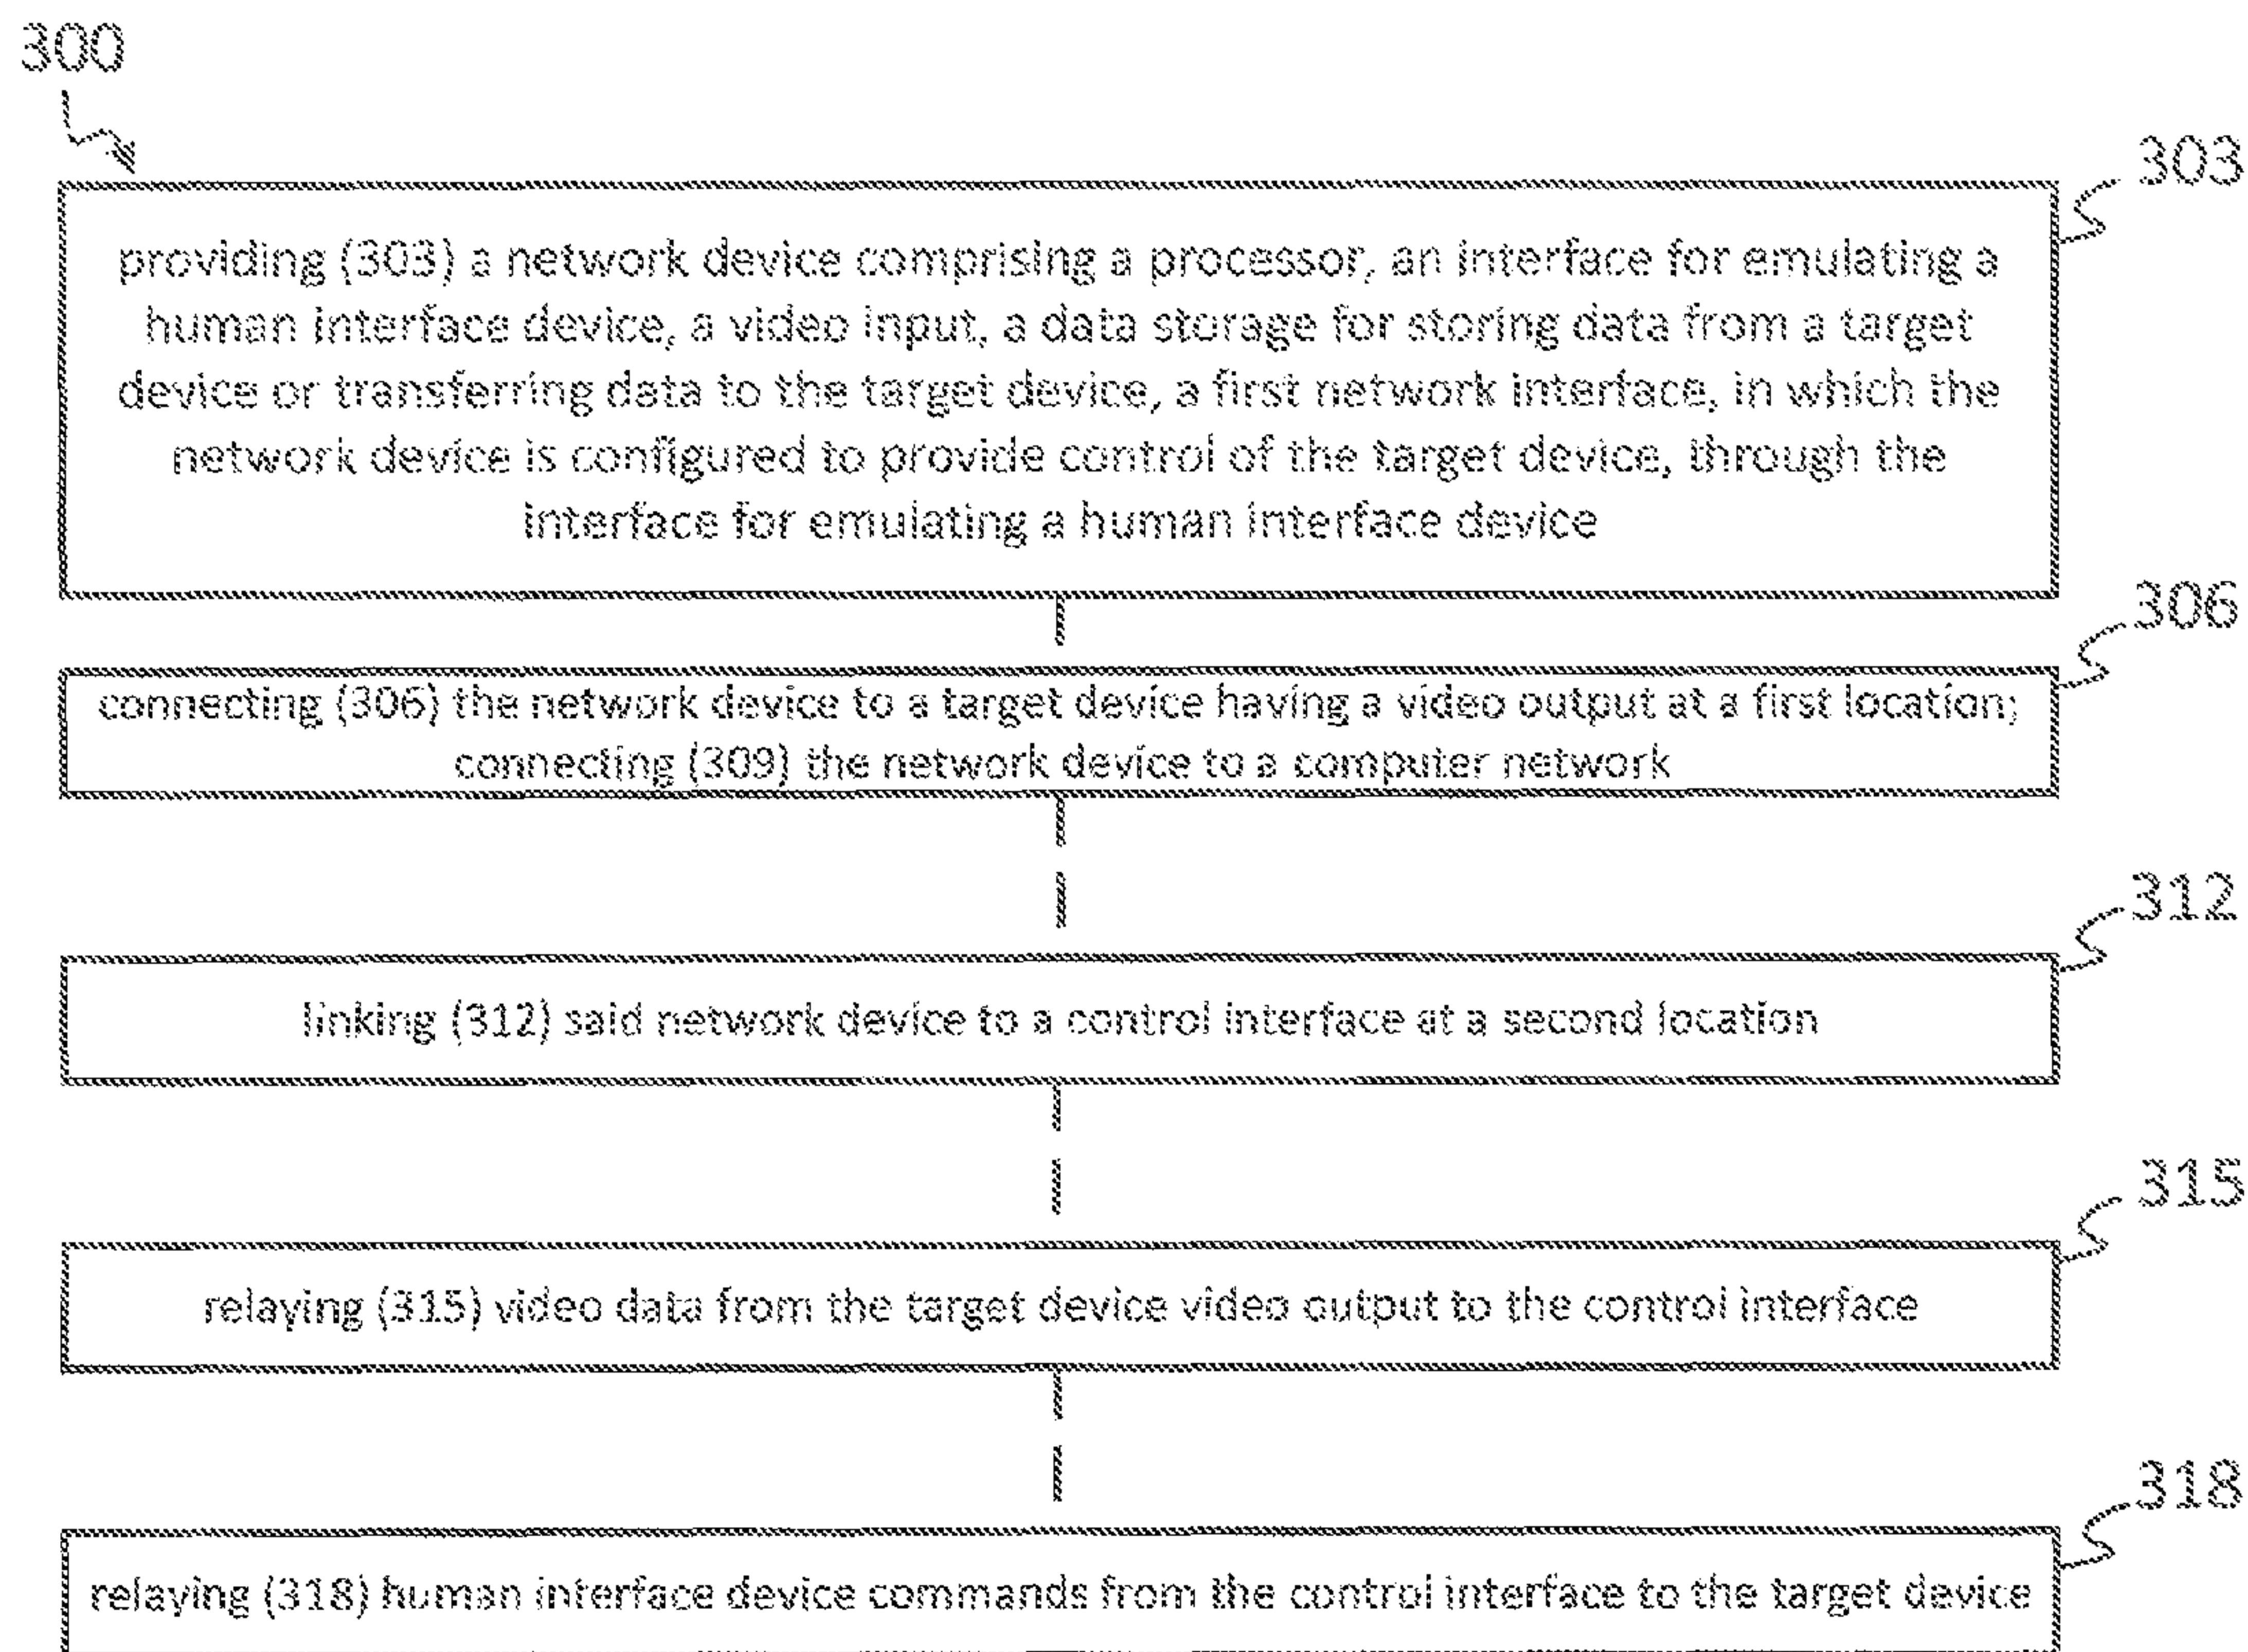 300
303
providing (303) a network device comprising a processor, an interface for emulating a
human interface device, a video input, a data storage for storing data from a target
device or transferring data to the target device, a first network interface, in which the
network device is configured to provide control of the target device, through the
interface for emulating a human interface device
306
connecting (306) the network device to a target device having a video output at a first location;
connecting (309) the network device to a computer network
312
linking (312) said network device to a control interface at a second location
315
relaying (315) video data from the target device video output to the control interface
318
relaying (318) human interface device commands from the control interface to the target device